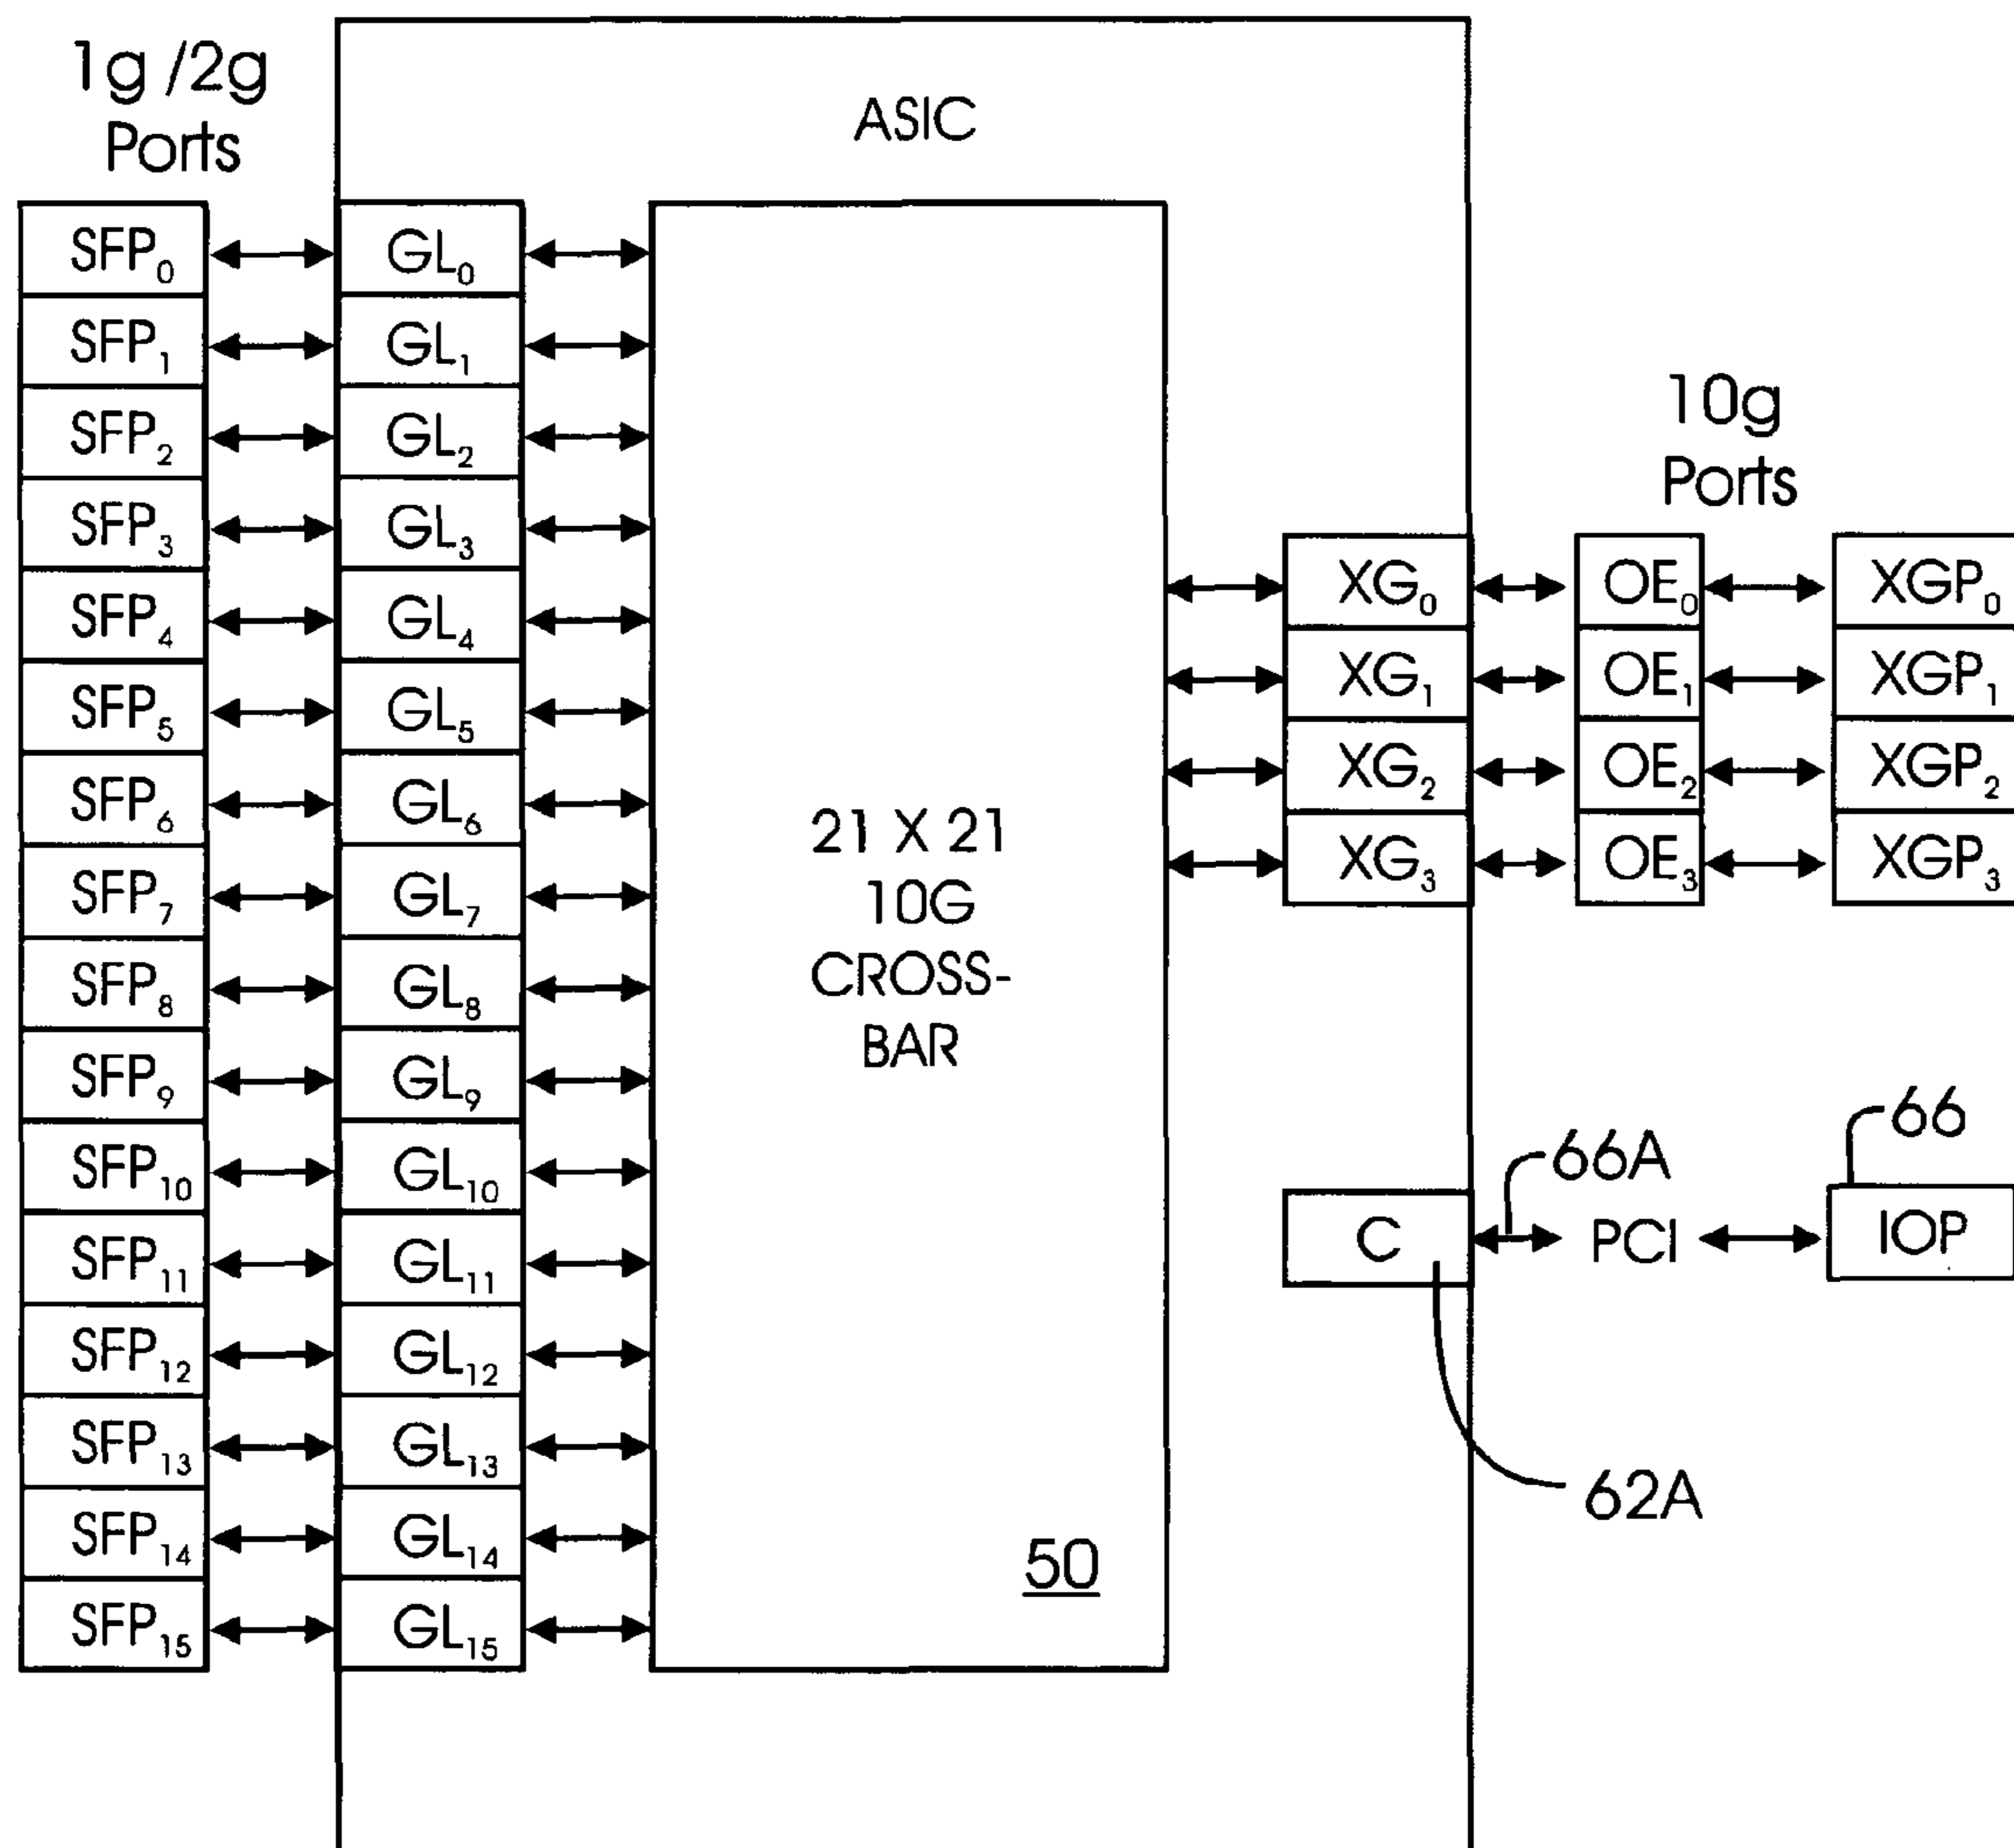 1g /2g
Ports
ASIC
SFP0
GL0
SFP1
GL1
SFP2
GL2
SFP3
GL3
SFP4
GL4
SFP5
GL5
SFP6
GL6
SFP7
GL7
SFP8
GL8
SFP9
GL9
SFP10
GL10
SFP11
GL11
SFP12
GL12
SFP13
GL13
SFP14
GL14
SFP15
GL15
21 X 21
10G
CROSS-
BAR
50
10g
Ports
XG0
OE0
XGP0
XG1
OE1
XGP1
XG2
OE2
XGP2
XG3
OE3
XGP3
66
66A
C
PCI
IOP
62A